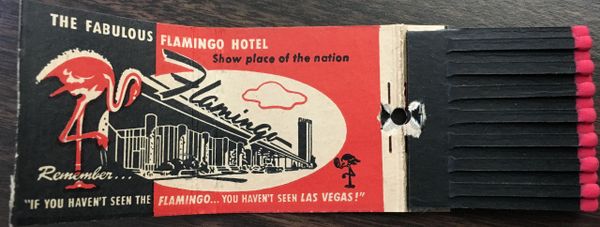 THE FABULOUS FLAMINGO HOTEL
Show place of the nation
Flamingo
Remember...
"IF YOU HAVEN'T SEEN THE FLAMINGO... YOU HAVEN'T SEEN LAS VEGAS!"